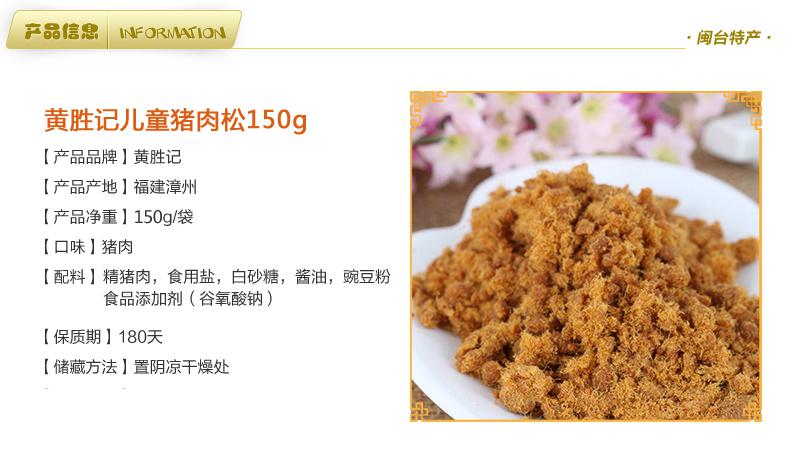 产品信息 INFORMATION
·闽台特产·
黄胜记儿童猪肉松150g
【产品品牌】黄胜记
【产品产地】福建漳州
【产品净重】150g/袋
【口味】猪肉
【配料】精猪肉，食用盐，白砂糖，酱油，豌豆粉
食品添加剂（谷氧酸钠）
【保质期】180天
【储藏方法】置阴凉干燥处